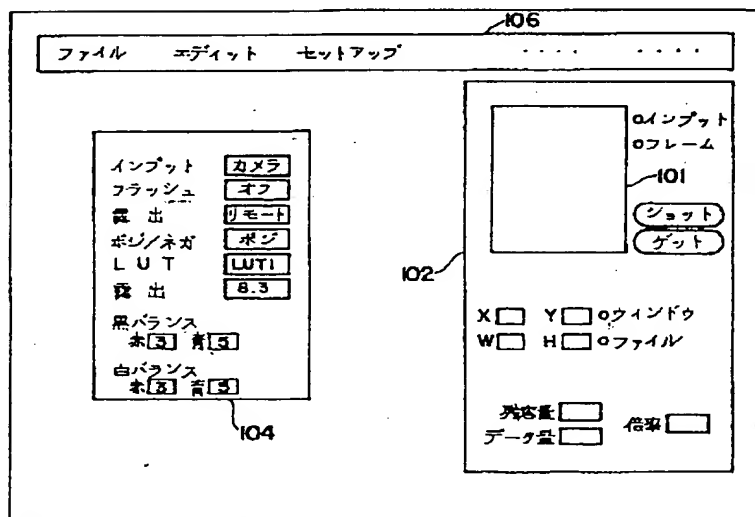 106
ファイル エディット セットアップ ････ ････
インプット カメラ
フラッシュ オフ
露出 リモート
ポジ/ネガ ポジ
LUT LUT1
露出 8.3
黒バランス
赤 3 青 5
白バランス
赤 3 青 5
104
インプット
フレーム
101
ショット
ゲット
102
X Y ウィンドウ
W H ファイル
残容量
データ量
倍率